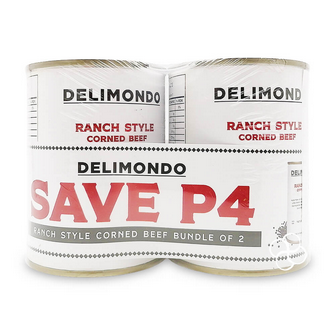 DELIMONDO
RANCH STYLE
CORNED BEEF
DELIMOND
RANCH STYLE
CORNED BEEF
DELIMONDO
SAVE P4
RANCH STYLE CORNED BEEF BUNDLE OF 2